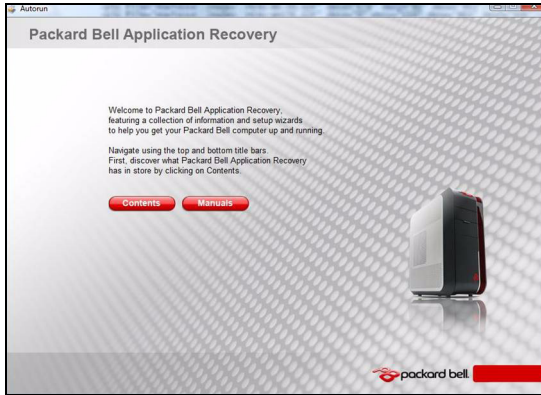 Autorun
Packard Bell Application Recovery
Welcome to Packard Bell Application Recovery,
featuring a collection of information and setup wizards
to help you get your Packard Bell computer up and running.
Navigate using the top and bottom title bars.
First, discover what Packard Bell Application Recovery
has in store by clicking on Contents.
Contents Manuals
packard bell.